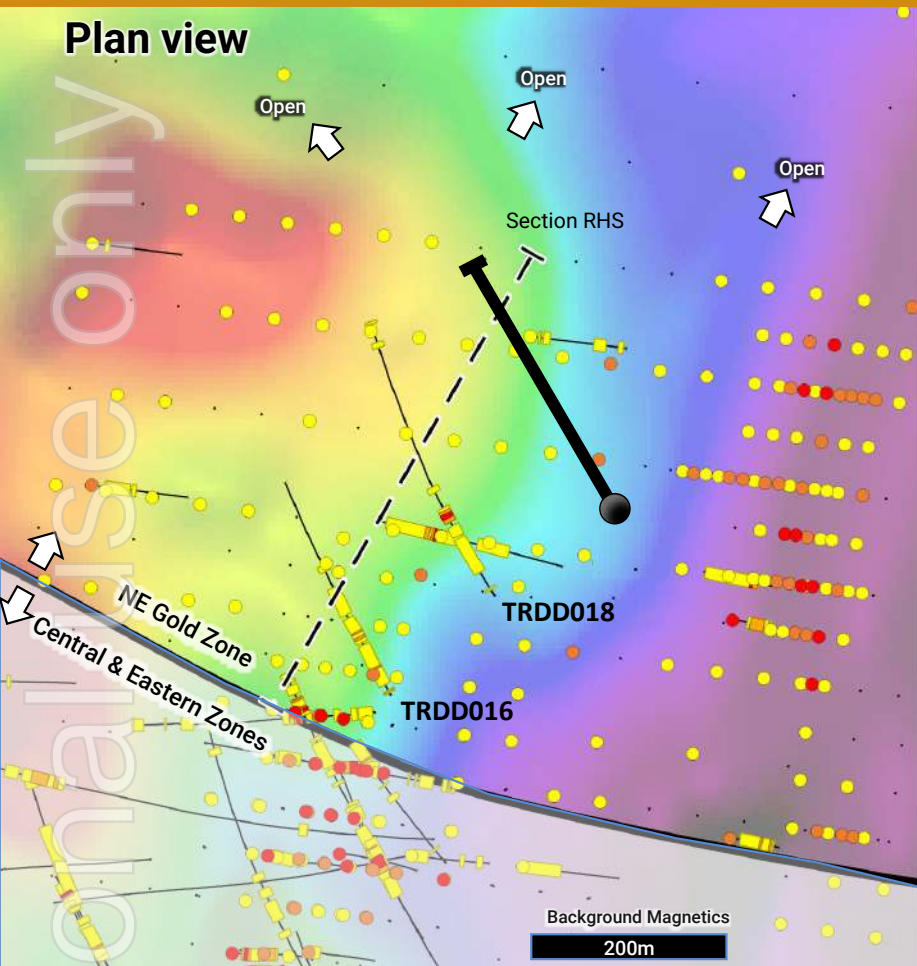 Plan view
Open
Open
Open
Section RHS
TRDD018
NE Gold Zone
Central & Eastern Zones
TRDD016
Background Magnetics
200m
onal use only